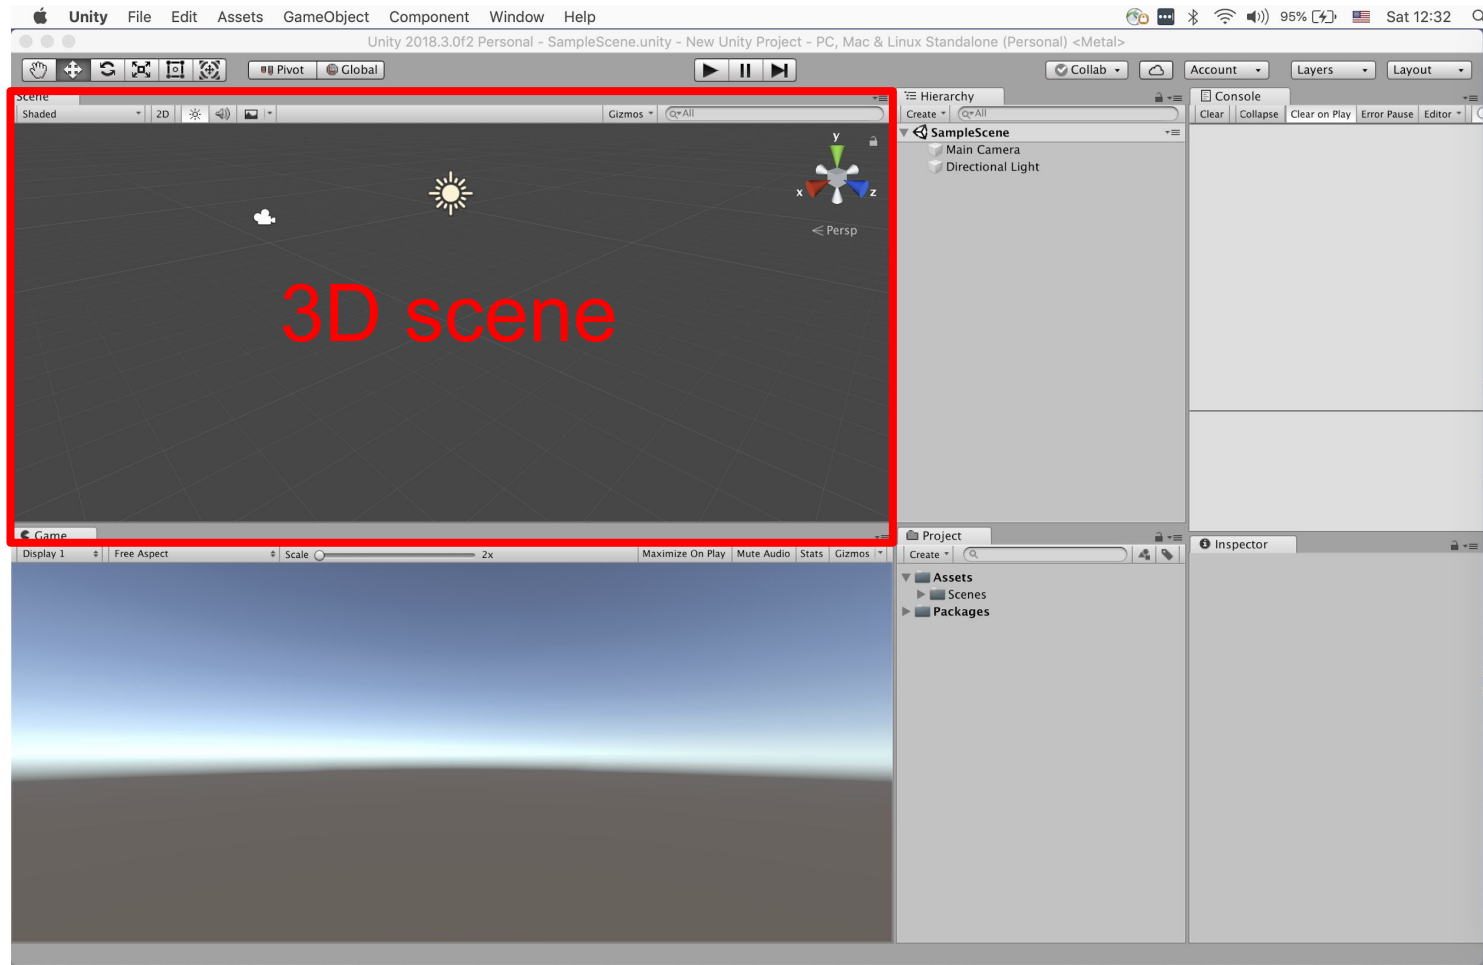 Unity File Edit Assets GameObject Component Window Help 95% Sat 12:32
Unity 2018.3.0f2 Personal - SampleScene.unity - New Unity Project - PC, Mac & Linux Standalone (Personal) <Metal>
Pivot Global Collab Account Layers Layout
Scene
Shaded 2D Gizmos All
y
x z
Persp
3D scene
Hierarchy
Create All
SampleScene
Main Camera
Directional Light
Console
Clear Collapse Clear on Play Error Pause Editor
Game
Display 1 Free Aspect Scale 2x Maximize On Play Mute Audio Stats Gizmos
Project
Create
Assets
Scenes
Packages
Inspector